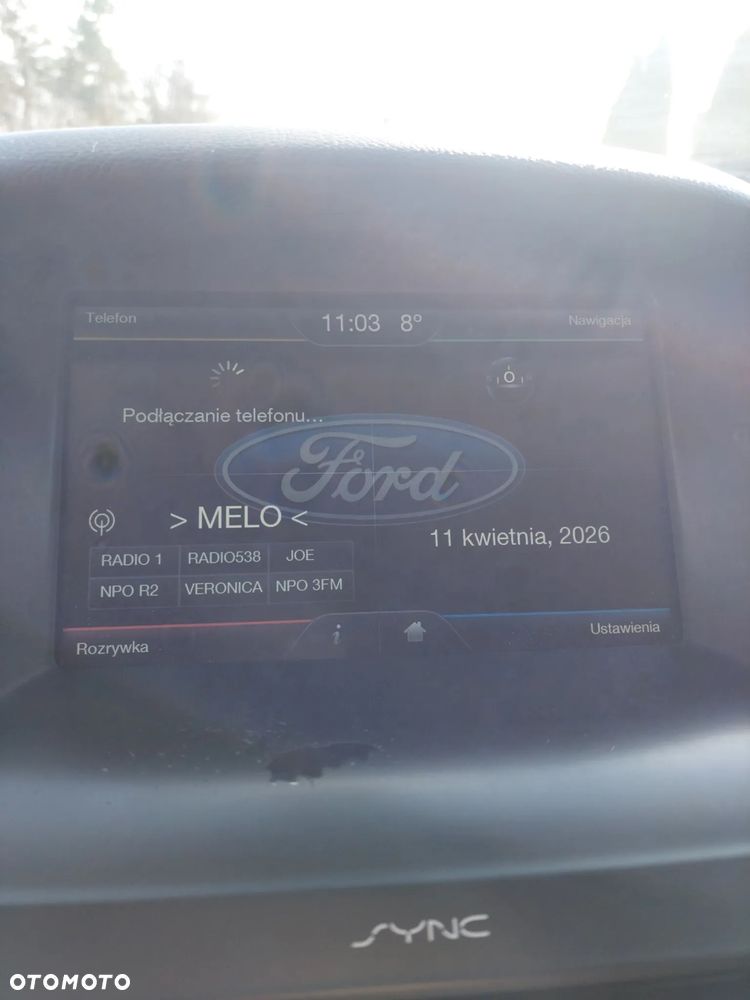 Telefon
11:03 8°
Nawigacja
Podłączanie telefonu...
Ford
> MELO <
11 kwietnia, 2026
RADIO 1 RADIO538 JOE
NPO R2 VERONICA NPO 3FM
Rozrywka
i
Ustawienia
SYNC
OTOMOTO